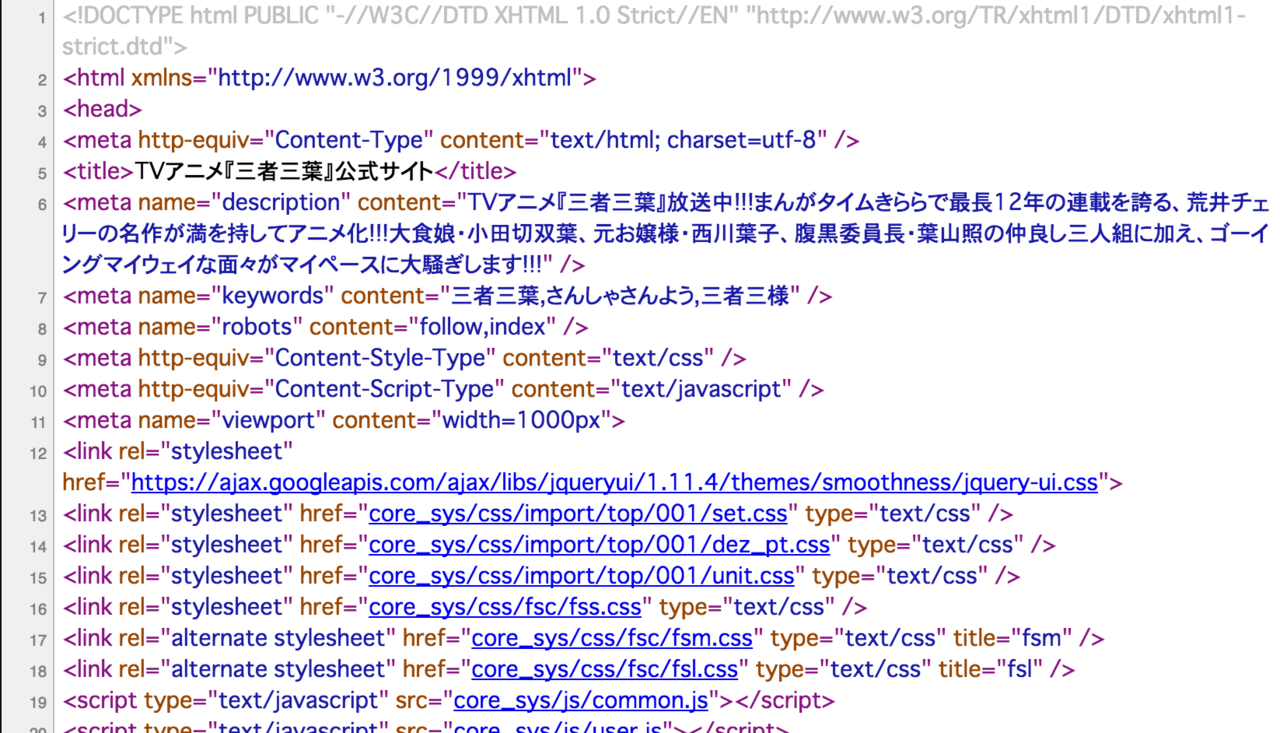 1 <!DOCTYPE html PUBLIC "-//W3C//DTD XHTML 1.0 Strict//EN" "http://www.w3.org/TR/xhtml1/DTD/xhtml1-
strict.dtd">
2 <html xmlns="http://www.w3.org/1999/xhtml">
3 <head>
4 <meta http-equiv="Content-Type" content="text/html; charset=utf-8" />
5 <title>TVアニメ『三者三葉』公式サイト</title>
6 <meta name="description" content="TVアニメ『三者三葉』放送中!!!まんがタイムきららで最長12年の連載を誇る、荒井チェ
リーの名作が満を持してアニメ化!!!大食娘・小田切双葉、元お嬢様・西川葉子、腹黒委員長・葉山照の仲良し三人組に加え、ゴーイ
ングマイウェイな面々がマイペースに大騒ぎします!!!" />
7 <meta name="keywords" content="三者三葉,さんしゃさんよう,三者三様" />
8 <meta name="robots" content="follow,index" />
9 <meta http-equiv="Content-Style-Type" content="text/css" />
10 <meta http-equiv="Content-Script-Type" content="text/javascript" />
11 <meta name="viewport" content="width=1000px">
12 <link rel="stylesheet"
href="https://ajax.googleapis.com/ajax/libs/jqueryui/1.11.4/themes/smoothness/jquery-ui.css">
13 <link rel="stylesheet" href="core_sys/css/import/top/001/set.css" type="text/css" />
14 <link rel="stylesheet" href="core_sys/css/import/top/001/dez_pt.css" type="text/css" />
15 <link rel="stylesheet" href="core_sys/css/import/top/001/unit.css" type="text/css" />
16 <link rel="stylesheet" href="core_sys/css/fsc/fss.css" type="text/css" />
17 <link rel="alternate stylesheet" href="core_sys/css/fsc/fsm.css" type="text/css" title="fsm" />
18 <link rel="alternate stylesheet" href="core_sys/css/fsc/fsl.css" type="text/css" title="fsl" />
19 <script type="text/javascript" src="core_sys/js/common.js"></script>
20 <script type="text/javascript" src="core_sys/js/user.js"></script>